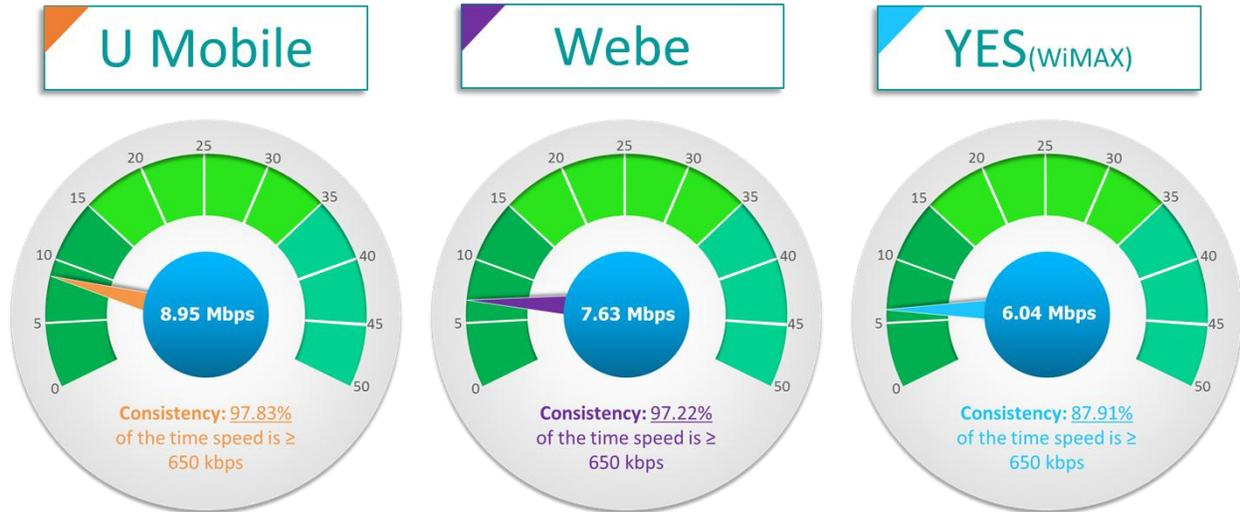 U Mobile
Webe
YES(WiMAX)
0
5
10
15
20
25
30
35
40
45
50
8.95 Mbps
Consistency: 97.83%
of the time speed is ≥
650 kbps
0
5
10
15
20
25
30
35
40
45
50
7.63 Mbps
Consistency: 97.22%
of the time speed is ≥
650 kbps
0
5
10
15
20
25
30
35
40
45
50
6.04 Mbps
Consistency: 87.91%
of the time speed is ≥
650 kbps